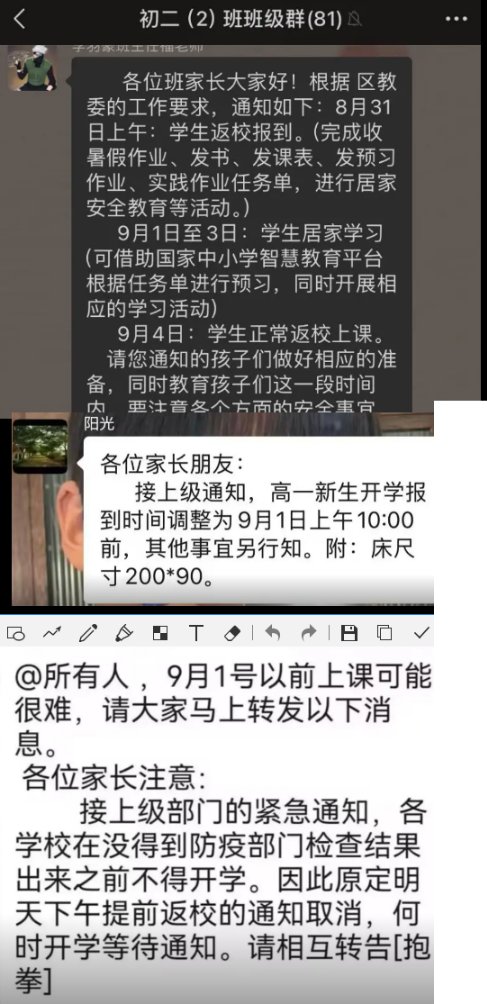 初二（2）班班级群(81)
各位班家长大家好！根据 区教
委的工作要求，通知如下：8月31
日上午：学生返校报到。(完成收
暑假作业、发书、发课表、发预习
作业、实践作业任务单，进行居家
安全教育等活动。)
9月1日至3日：学生居家学习
(可借助国家中小学智慧教育平台
根据任务单进行预习，同时开展相
应的学习活动)
9月4日：学生正常返校上课。
请您通知的孩子们做好相应的准
备，同时教育孩子们这一段时间
内，要注意各个方面的安全事宜
阳光
各位家长朋友：
接上级通知，高一新生开学报
到时间调整为9月1日上午10:00
前，其他事宜另行知。附：床尺
寸200*90。
T
@所有人 ，9月1号以前上课可能
很难，请大家马上转发以下消
息。
各位家长注意：
接上级部门的紧急通知，各
学校在没得到防疫部门检查结果
出来之前不得开学。因此原定明
天下午提前返校的通知取消，何
时开学等待通知。请相互转告[抱
拳]